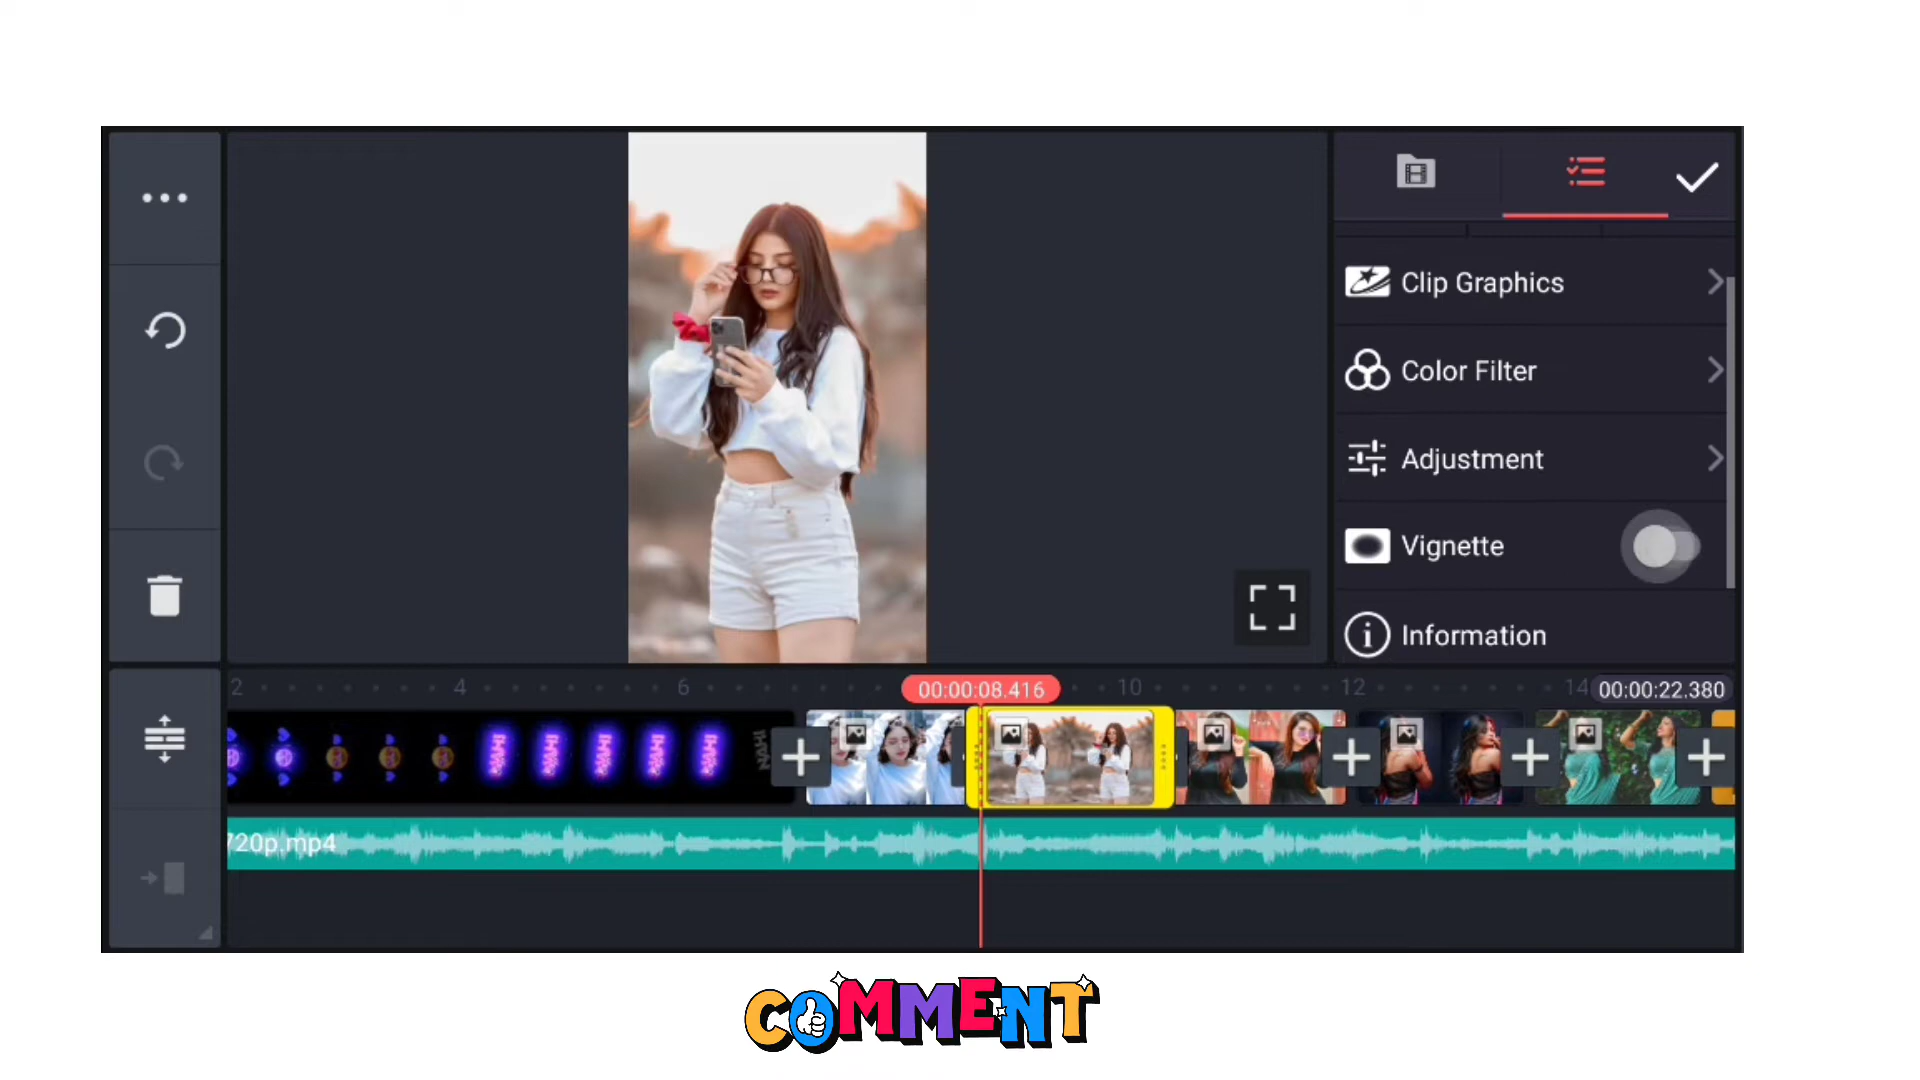 Clip Graphics
Color Filter
Adjustment
Vignette
Information
2 4 6 00:00:08.416 10 12 14 00:00:22.380
NAHI
720p.mp4
COMMENT